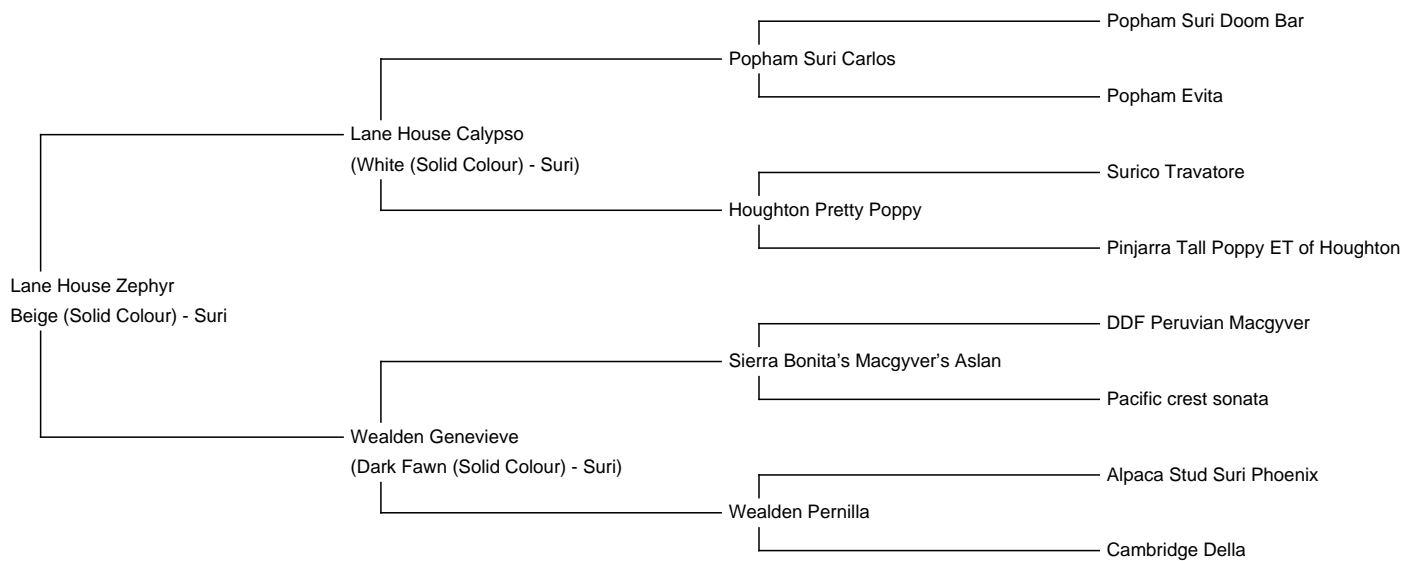 Popham Suri Doom Bar
Popham Suri Carlos
Popham Evita
Lane House Calypso
(White (Solid Colour) - Suri)
Surico Travatore
Houghton Pretty Poppy
Pinjarra Tall Poppy ET of Houghton
Lane House Zephyr
Beige (Solid Colour) - Suri
DDF Peruvian Macgyver
Sierra Bonita's Macgyver's Aslan
Pacific crest sonata
Wealden Genevieve
(Dark Fawn (Solid Colour) - Suri)
Alpaca Stud Suri Phoenix
Wealden Pernilla
Cambridge Della